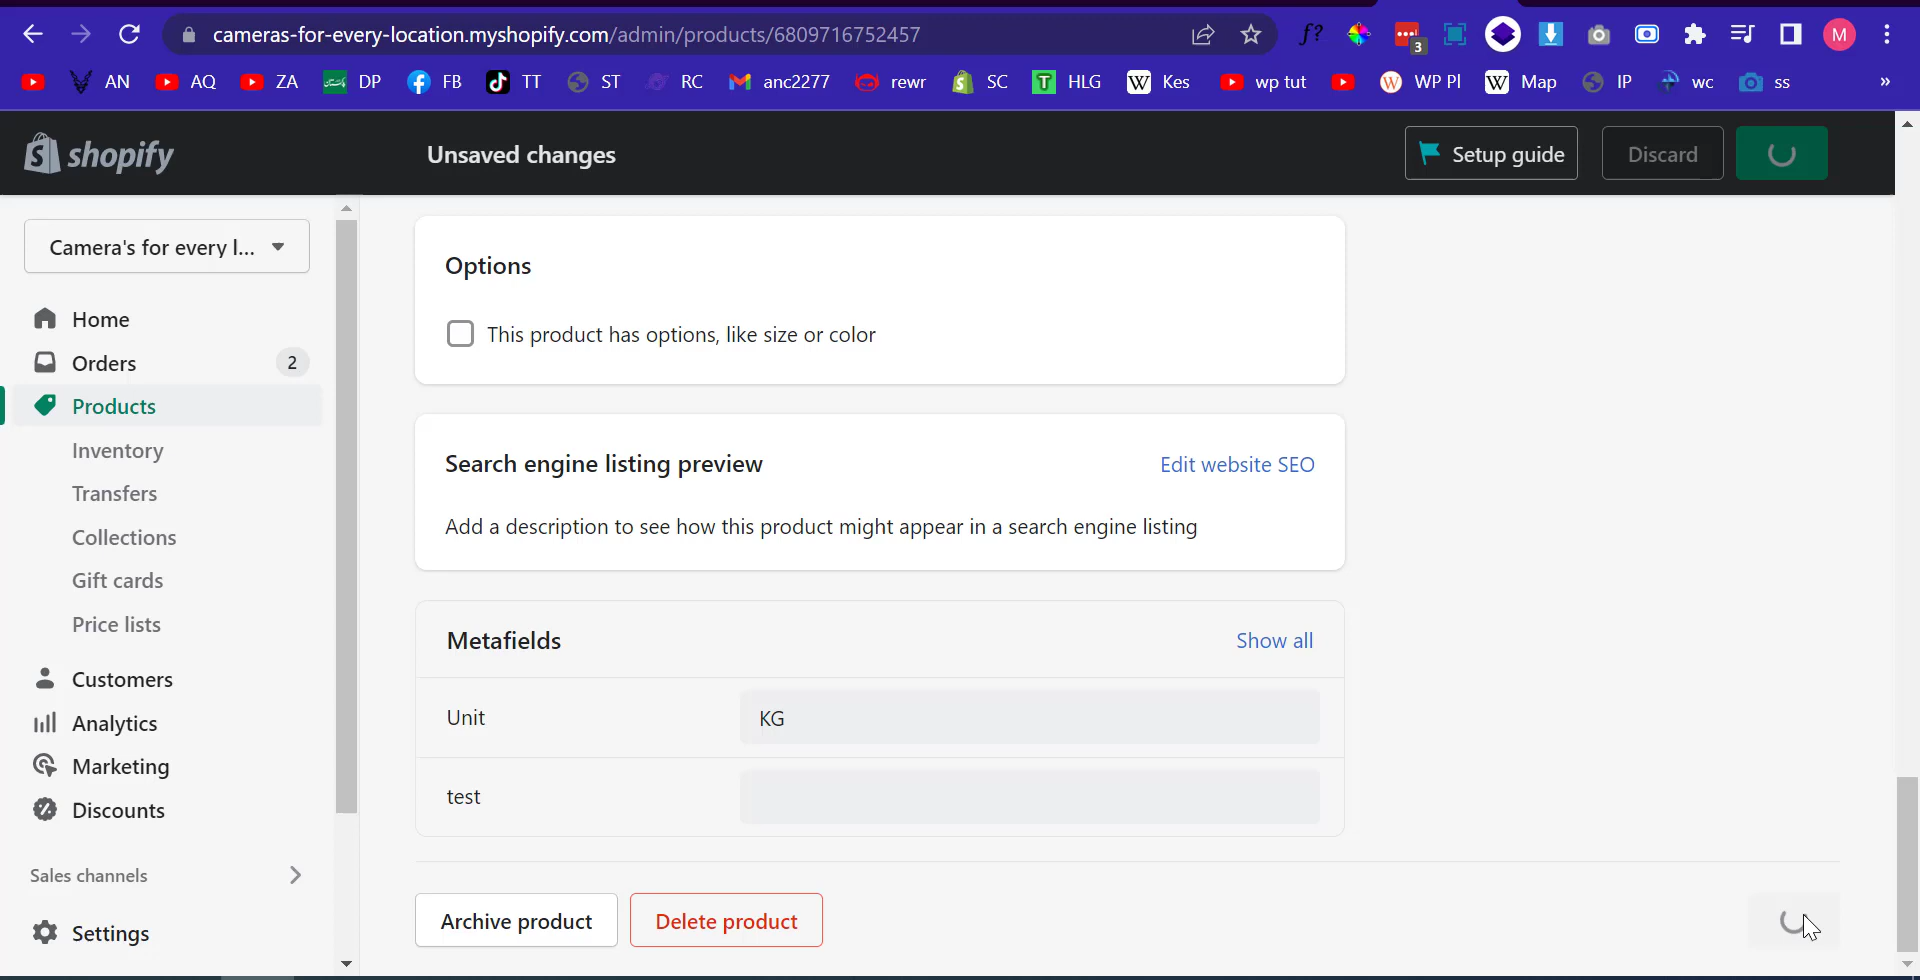 cameras-for-every-location.myshopify.com/admin/products/6809716752457
f? 3 M
AN AQ ZA DP FB TT ST RC anc2277 rewr SC HLG Kes wp tut WP Pl Map IP wc ss »
shopify Unsaved changes Setup guide Discard
Camera's for every l...
Home
Orders 2
Products
Inventory
Transfers
Collections
Gift cards
Price lists
Customers
Analytics
Marketing
Discounts
Sales channels
Settings
Options
This product has options, like size or color
Search engine listing preview Edit website SEO
Add a description to see how this product might appear in a search engine listing
Metafields Show all
Unit KG
test
Archive product Delete product